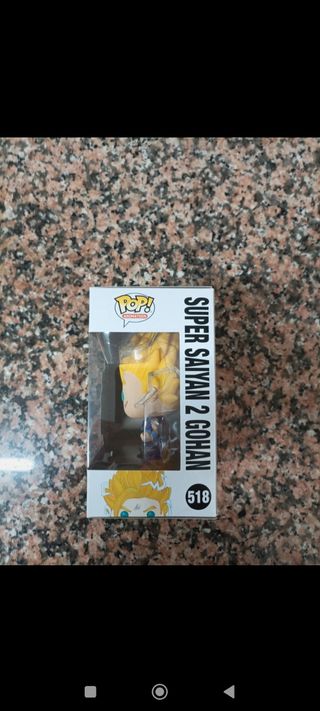 POP!
ANIMATION
SUPER SAIYAN 2 GOHAN
518